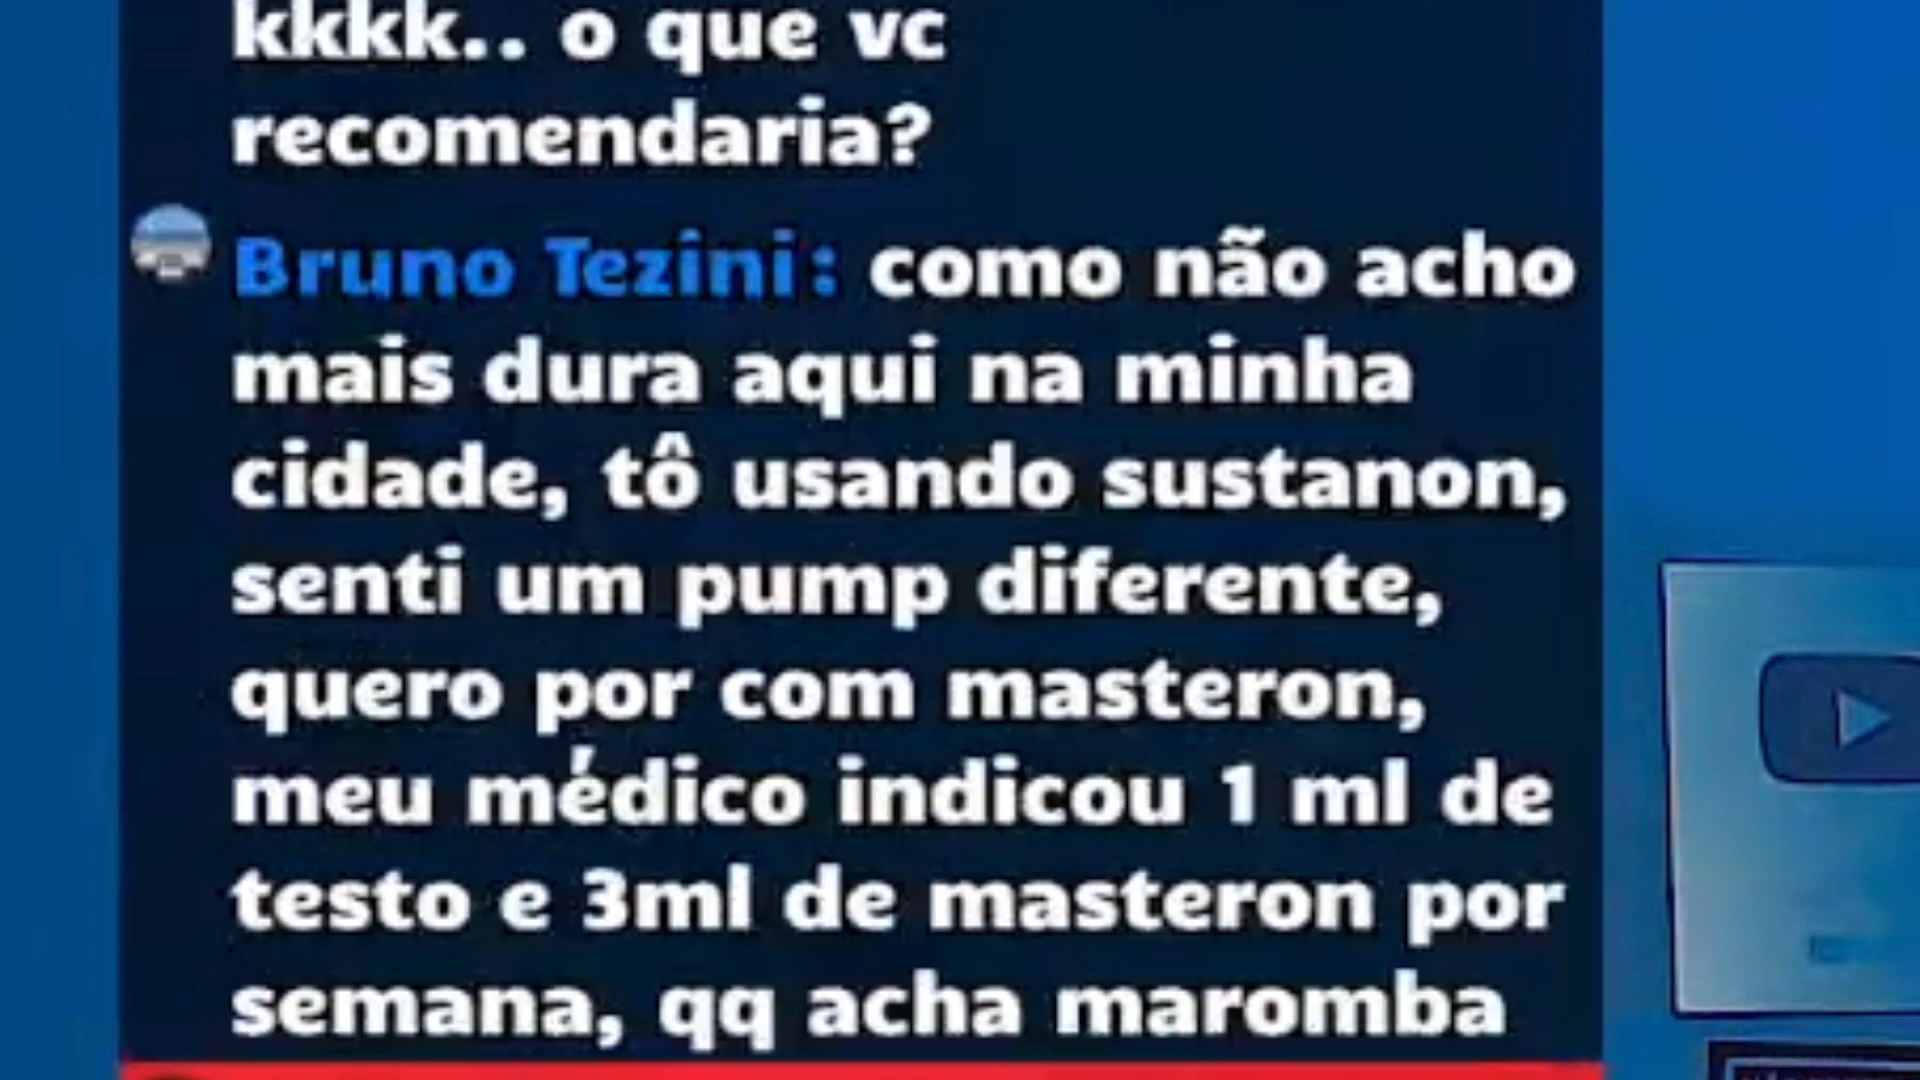 kkkk.. o que vc
recomendaria?
Bruno Tezini: como não acho
mais dura aqui na minha
cidade, tô usando sustanon,
senti um pump diferente,
quero por com masteron,
meu médico indicou 1 ml de
testo e 3ml de masteron por
semana, qq acha maromba